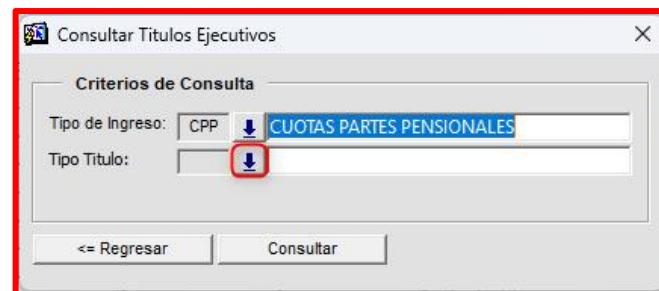 Consultar Titulos Ejecutivos
Criterios de Consulta
Tipo de Ingreso: CPP CUOTAS PARTES PENSIONALES
Tipo Titulo:
<= Regresar Consultar